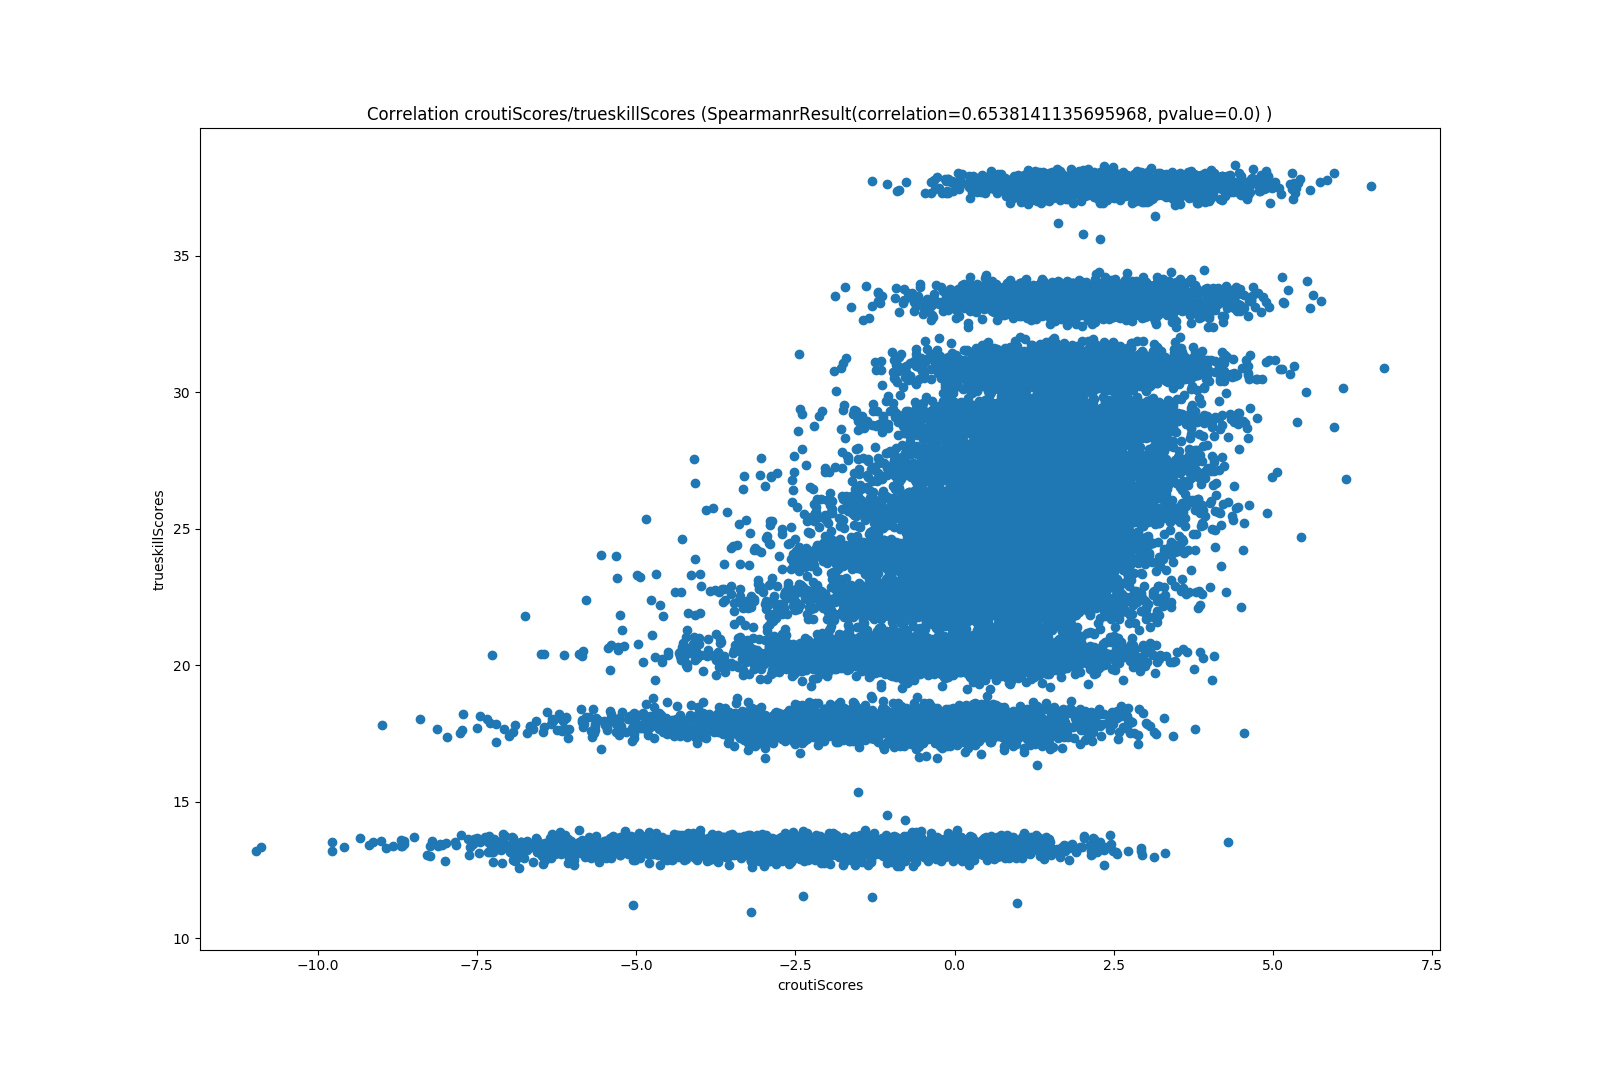 Correlation croutiScores/trueskillScores (SpearmanrResult(correlation=0.6538141135695968, pvalue=0.0) )
35
30
25
20
15
10
trueskillScores
−10.0 −7.5 −5.0 −2.5 0.0 2.5 5.0 7.5
croutiScores